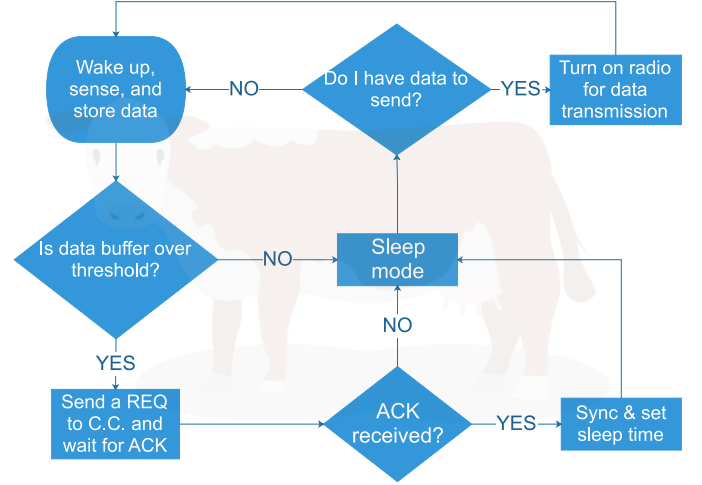 Wake up,
sense, and
store data
NO
Do I have data to
send?
YES
Turn on radio
for data
transmission
Is data buffer over
threshold?
NO
Sleep
mode
YES
NO
Send a REQ
to C.C. and
wait for ACK
ACK
received?
YES
Sync & set
sleep time